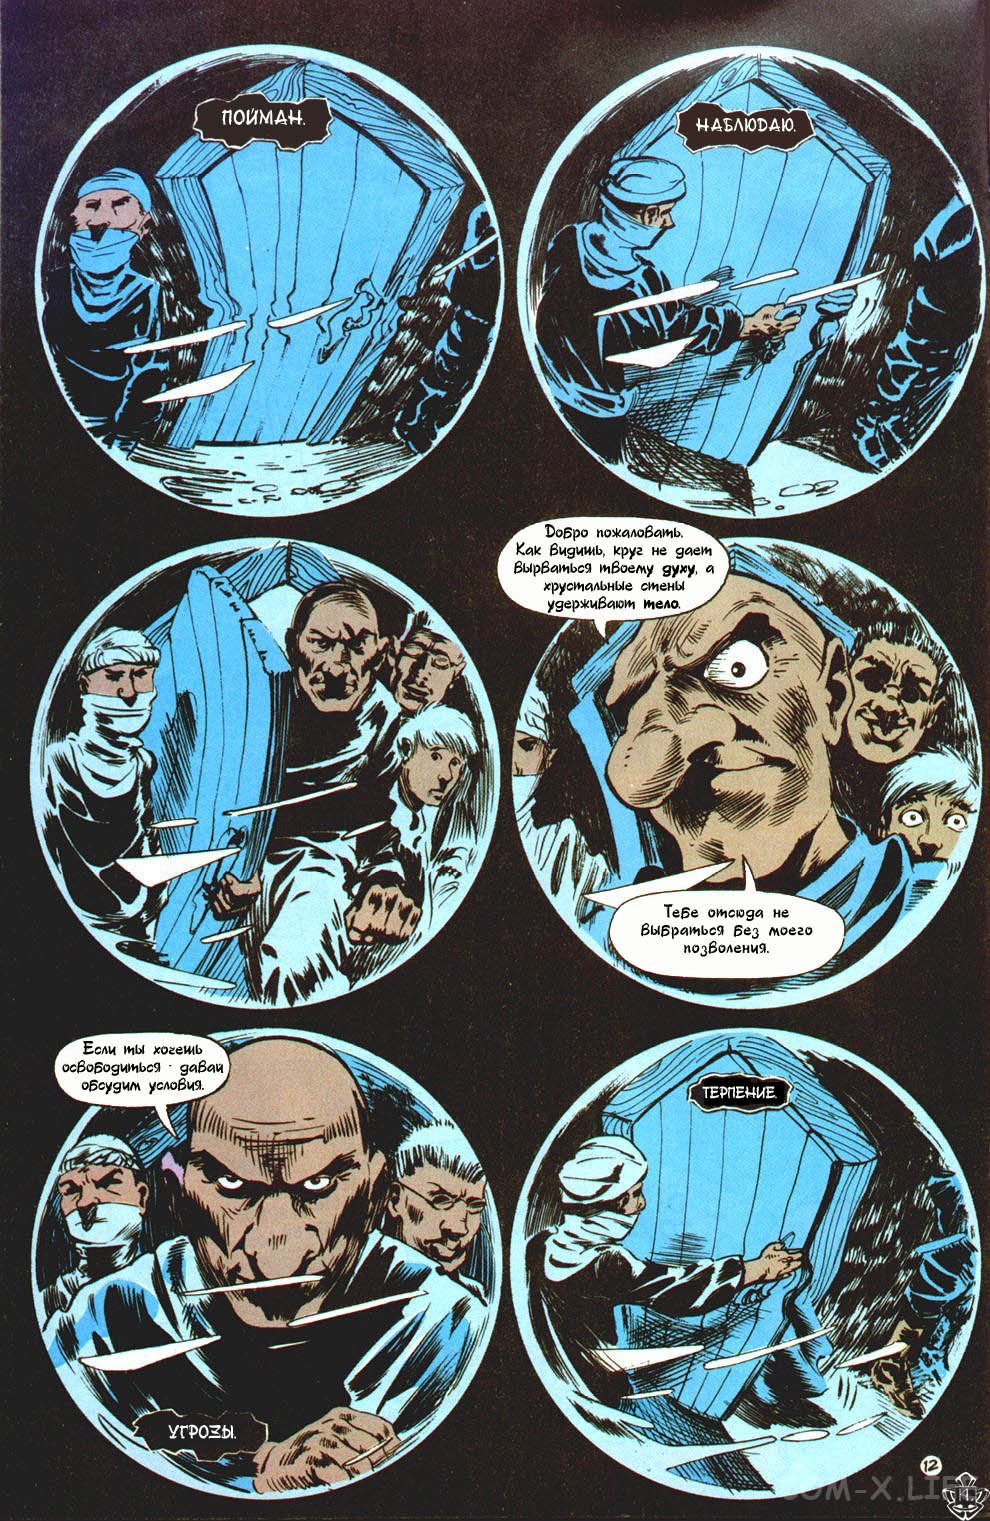 ПОЙМАН.
НАБЛЮДАЮ.
Добро пожаловать.
Как видишь, круг не дает
вырваться твоему духу, а
хрустальные стены
удерживают тело.
Тебе отсюда не
выбраться без моего
позволения.
Если ты хочешь
освободиться - давай
обсудим условия.
УГРОЗЫ.
ТЕРПЕНИЕ.
12